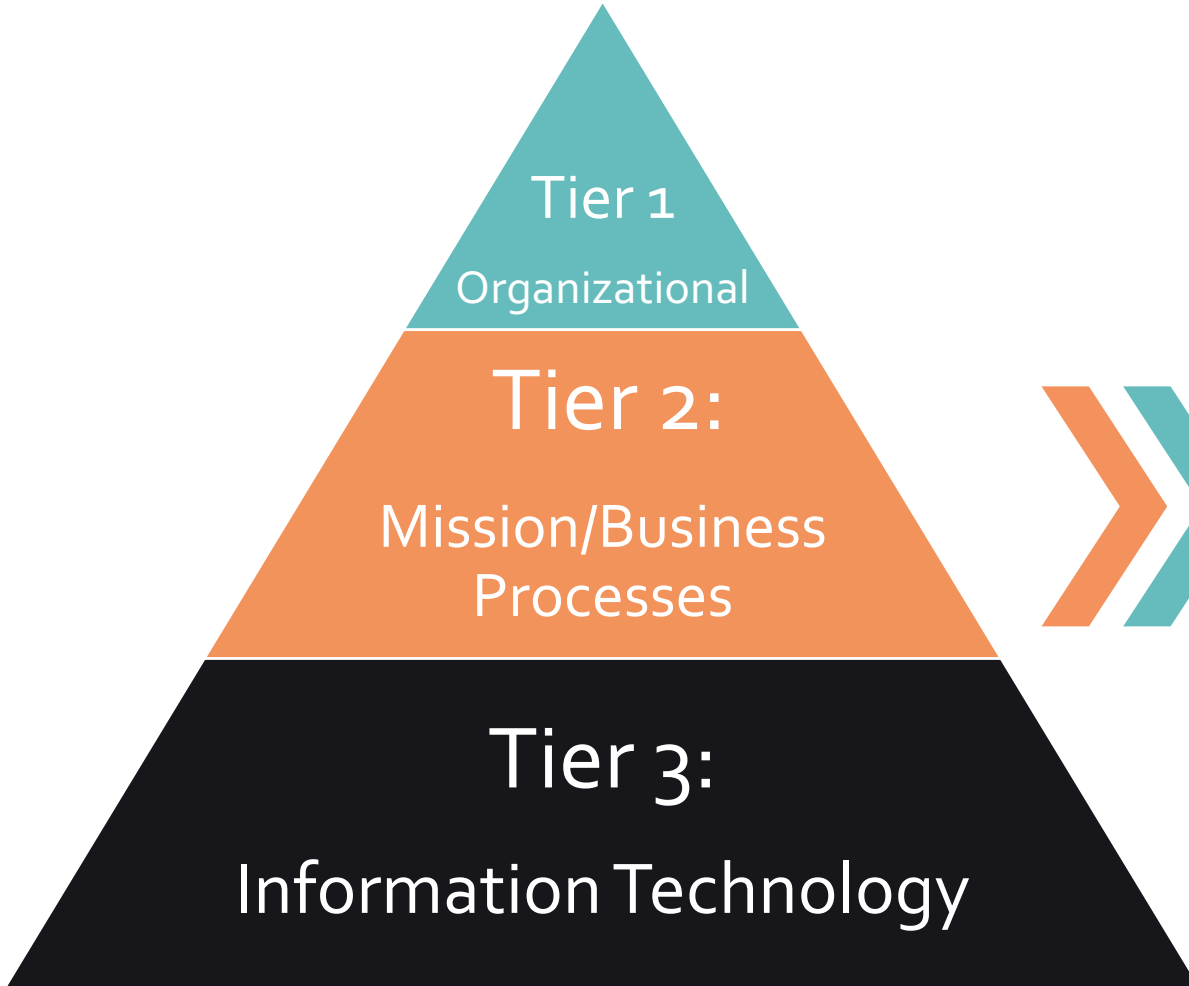 Tier 1
Organizational
Tier 2:
Mission/Business
Processes
Tier 3:
Information Technology